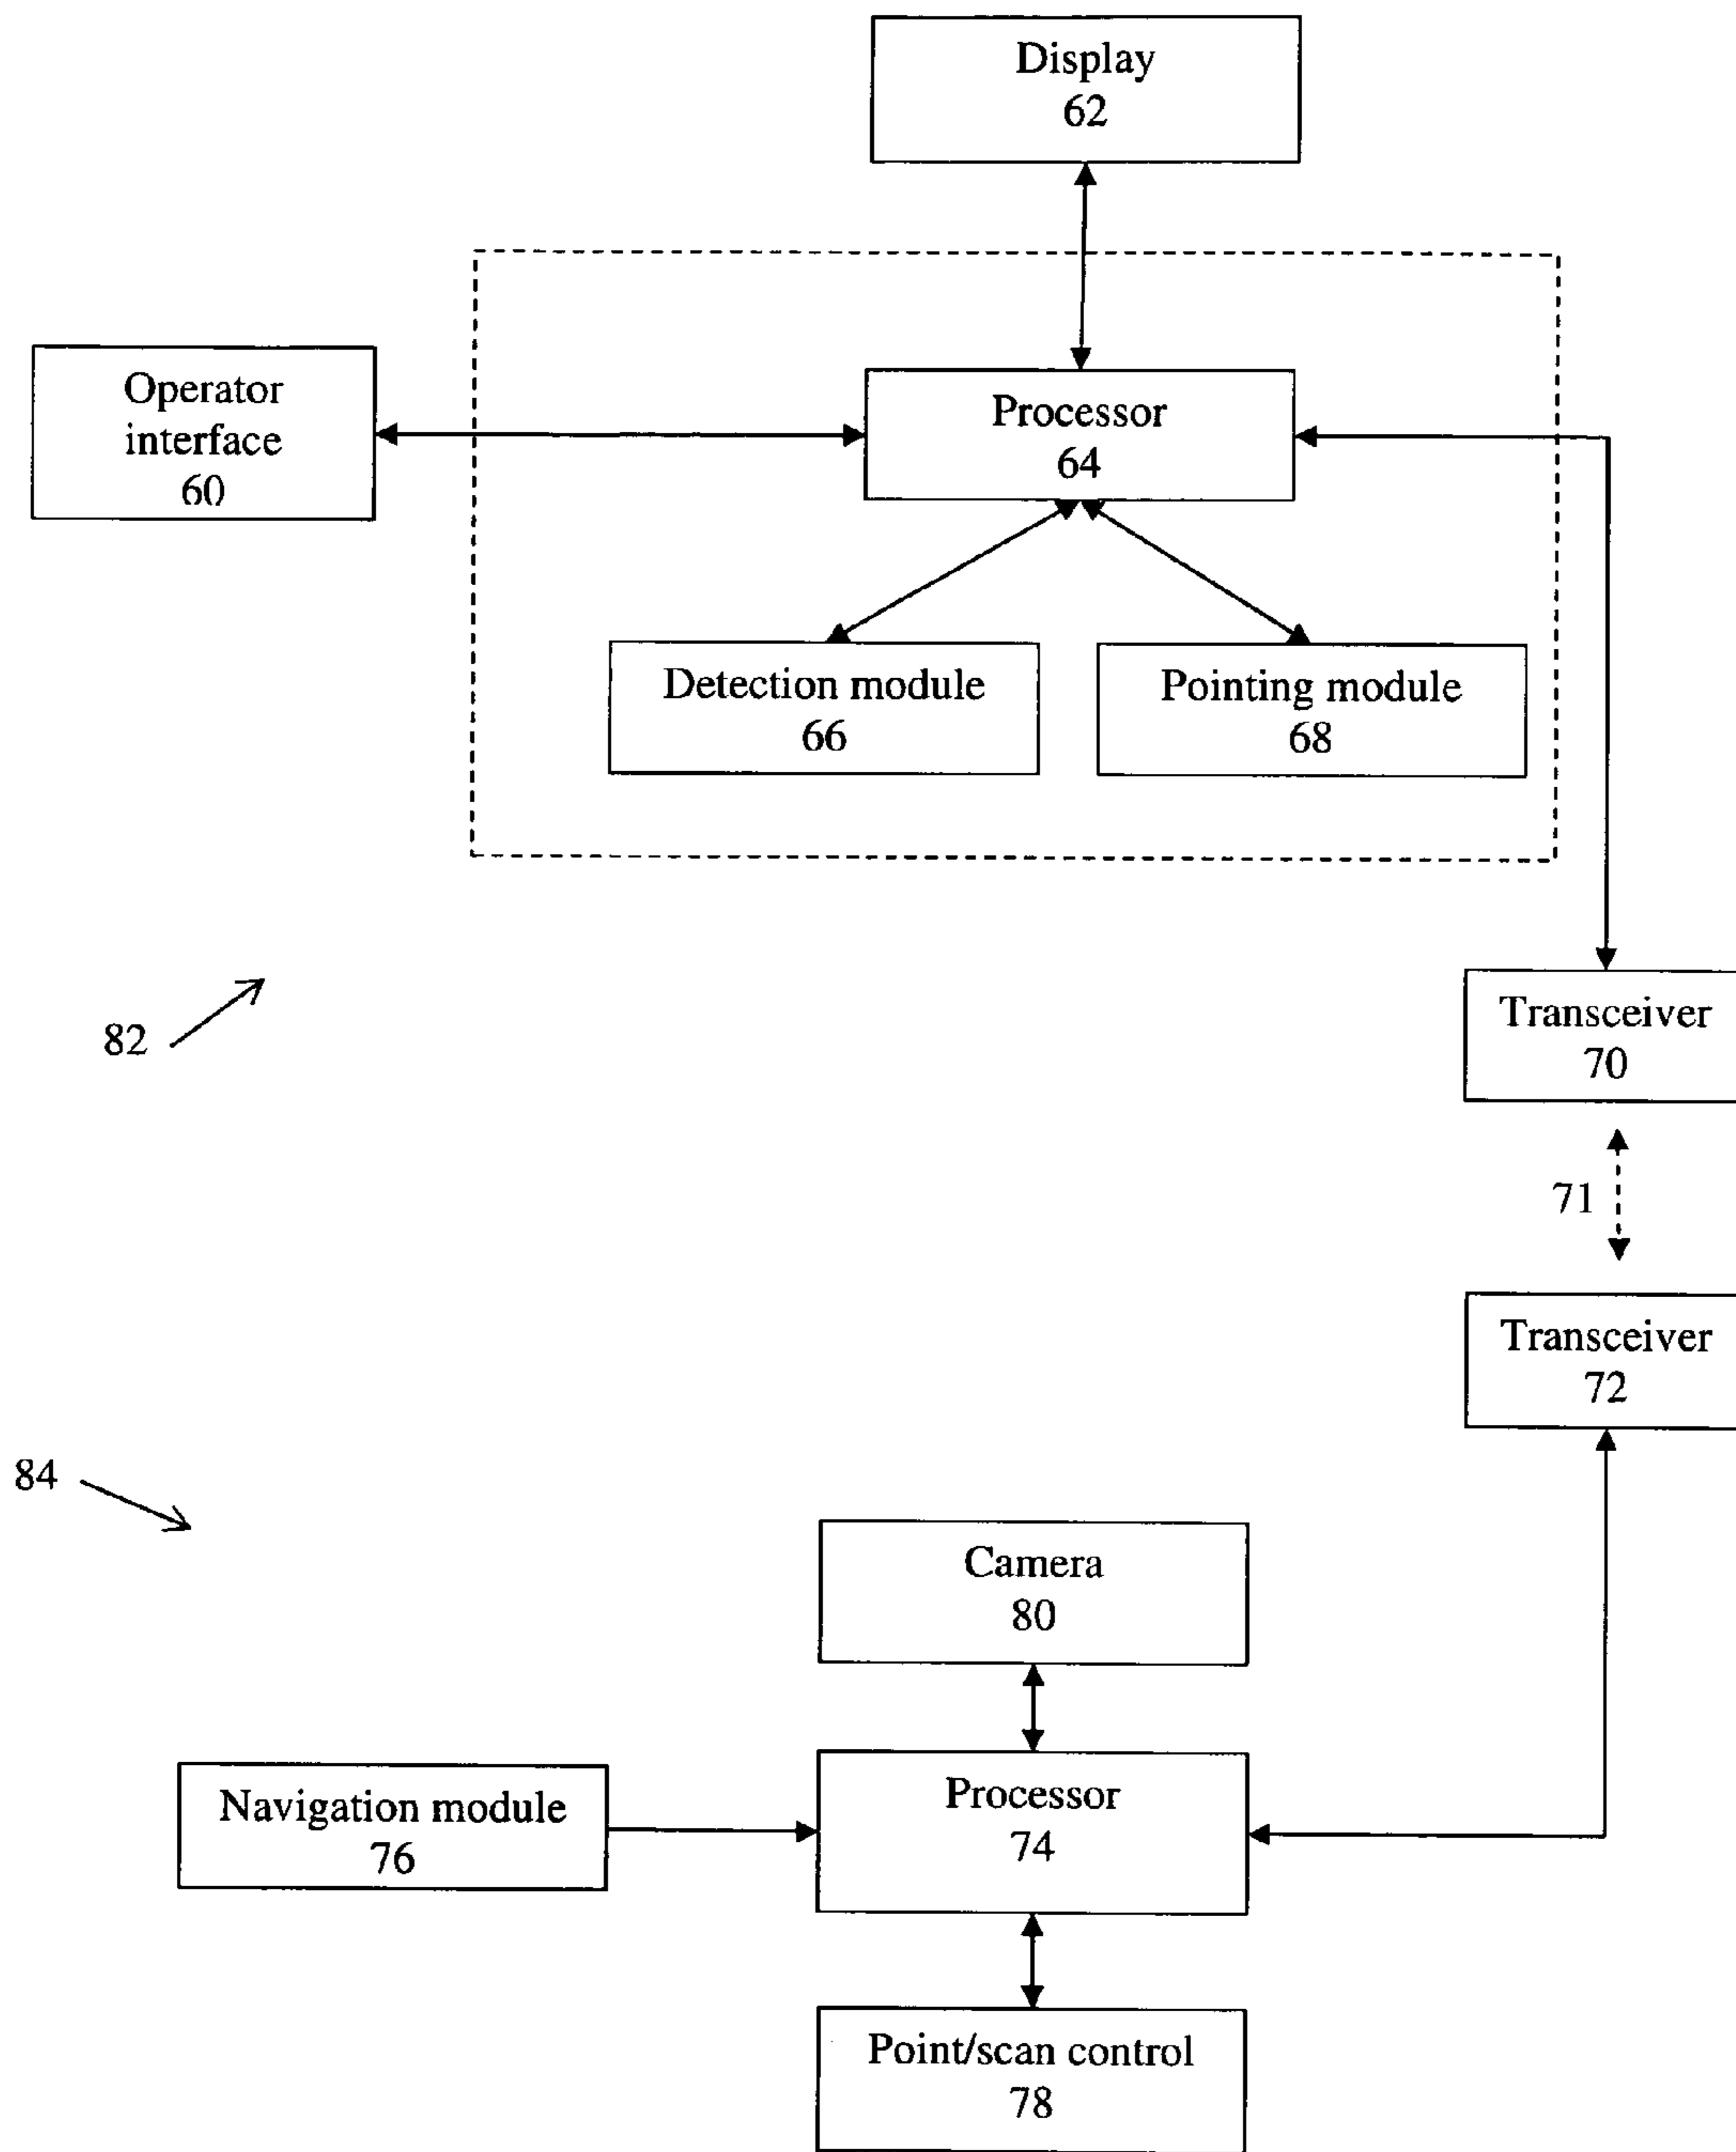 Display
62
Operator
interface
60
Processor
64
Detection module
66
Pointing module
68
82
Transceiver
70
71
Transceiver
72
84
Camera
80
Navigation module
76
Processor
74
Point/scan control
78